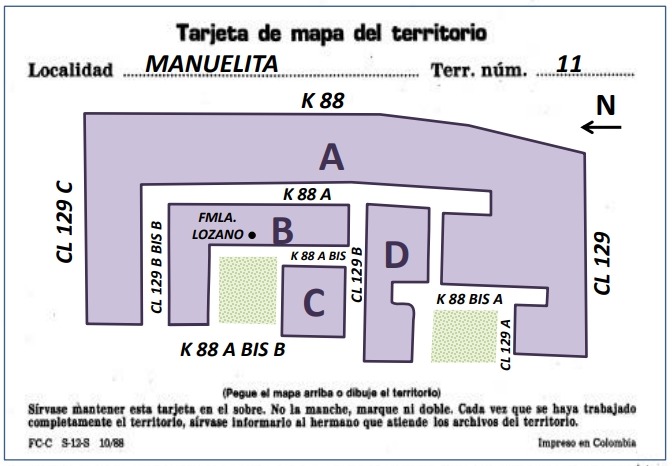 Tarjeta de mapa del territorio
Localidad MANUELITA Terr. núm. 11
K 88
N
A
CL 129 C
K 88 A
FMLA.
LOZANO
B
CL 129 B BIS B
K 88 A BIS
CL 129 B
D
CL 129
C
K 88 BIS A
CL 129 A
K 88 A BIS B
(Pegue el mapa arriba o dibuje el territorio)
Sírvase mantener esta tarjeta en el sobre. No la manche, marque ni doble. Cada vez que se haya trabajado
completamente el territorio, sírvase informarlo al hermano que atiende los archivos del territorio.
FC-C S-12-S 10/88 Impreso en Colombia